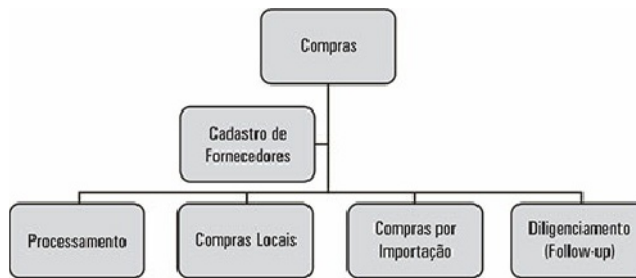 Compras
Cadastro de
Fornecedores
Processamento
Compras Locais
Compras por
Importação
Diligenciamento
(Follow-up)